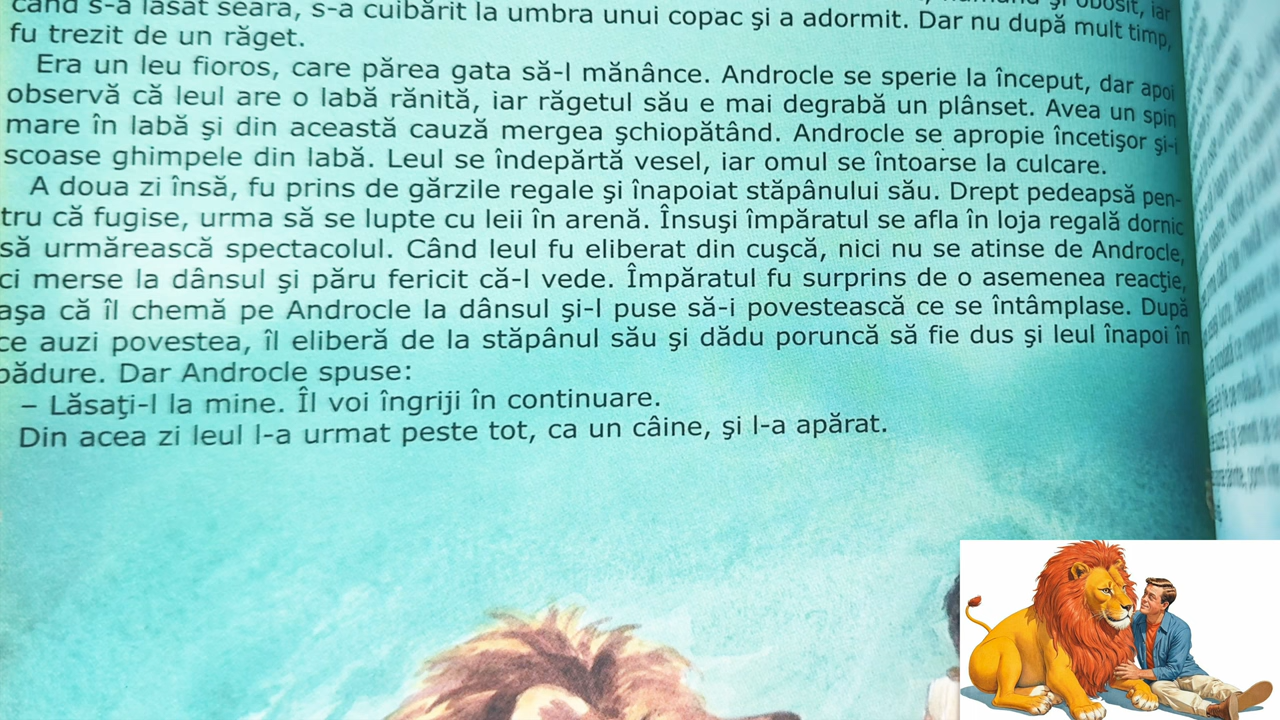 când s-a lăsat seara, s-a cuibărit la umbra unui copac şi a adormit. Dar nu după mult timp,
fu trezit de un răget.
Era un leu fioros, care părea gata să-l mănânce. Androcle se sperie la început, dar apoi
observă că leul are o labă rănită, iar răgetul său e mai degrabă un plânset. Avea un spin
mare în labă şi din această cauză mergea şchiopătând. Androcle se apropie încetişor şi-i
scoase ghimpele din labă. Leul se îndepărtă vesel, iar omul se întoarse la culcare.
A doua zi însă, fu prins de gărzile regale şi înapoiat stăpânului său. Drept pedeapsă pen-
tru că fugise, urma să se lupte cu leii în arenă. Însuşi împăratul se afla în loja regală dornic
să urmărească spectacolul. Când leul fu eliberat din cuşcă, nici nu se atinse de Androcle,
ci merse la dânsul şi păru fericit că-l vede. Împăratul fu surprins de o asemenea reacţie,
aşa că îl chemă pe Androcle la dânsul şi-l puse să-i povestească ce se întâmplase. După
ce auzi povestea, îl eliberă de la stăpânul său şi dădu poruncă să fie dus şi leul înapoi în
pădure. Dar Androcle spuse:
– Lăsaţi-l la mine. Îl voi îngriji în continuare.
Din acea zi leul l-a urmat peste tot, ca un câine, şi l-a apărat.